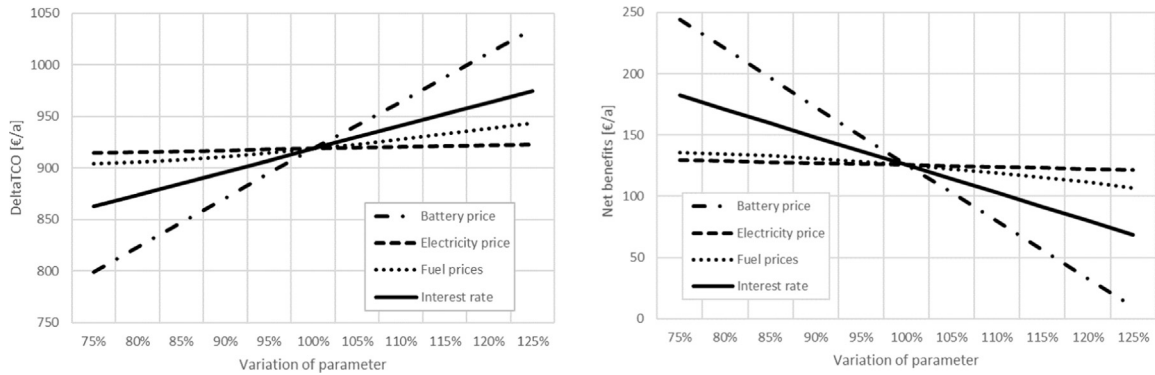 1050
1000
950
900
850
800
750
DeltaTCO [€/a]
Battery price
Electricity price
Fuel prices
Interest rate
75% 80% 85% 90% 95% 100% 105% 110% 110% 120% 125%
Variation of parameter
250
200
150
100
50
0
Net benefits [€/a]
Battery price
Electricity price
Fuel prices
Interest rate
75% 80% 85% 90% 95% 100% 105% 110% 110% 120% 125%
Variation of parameter